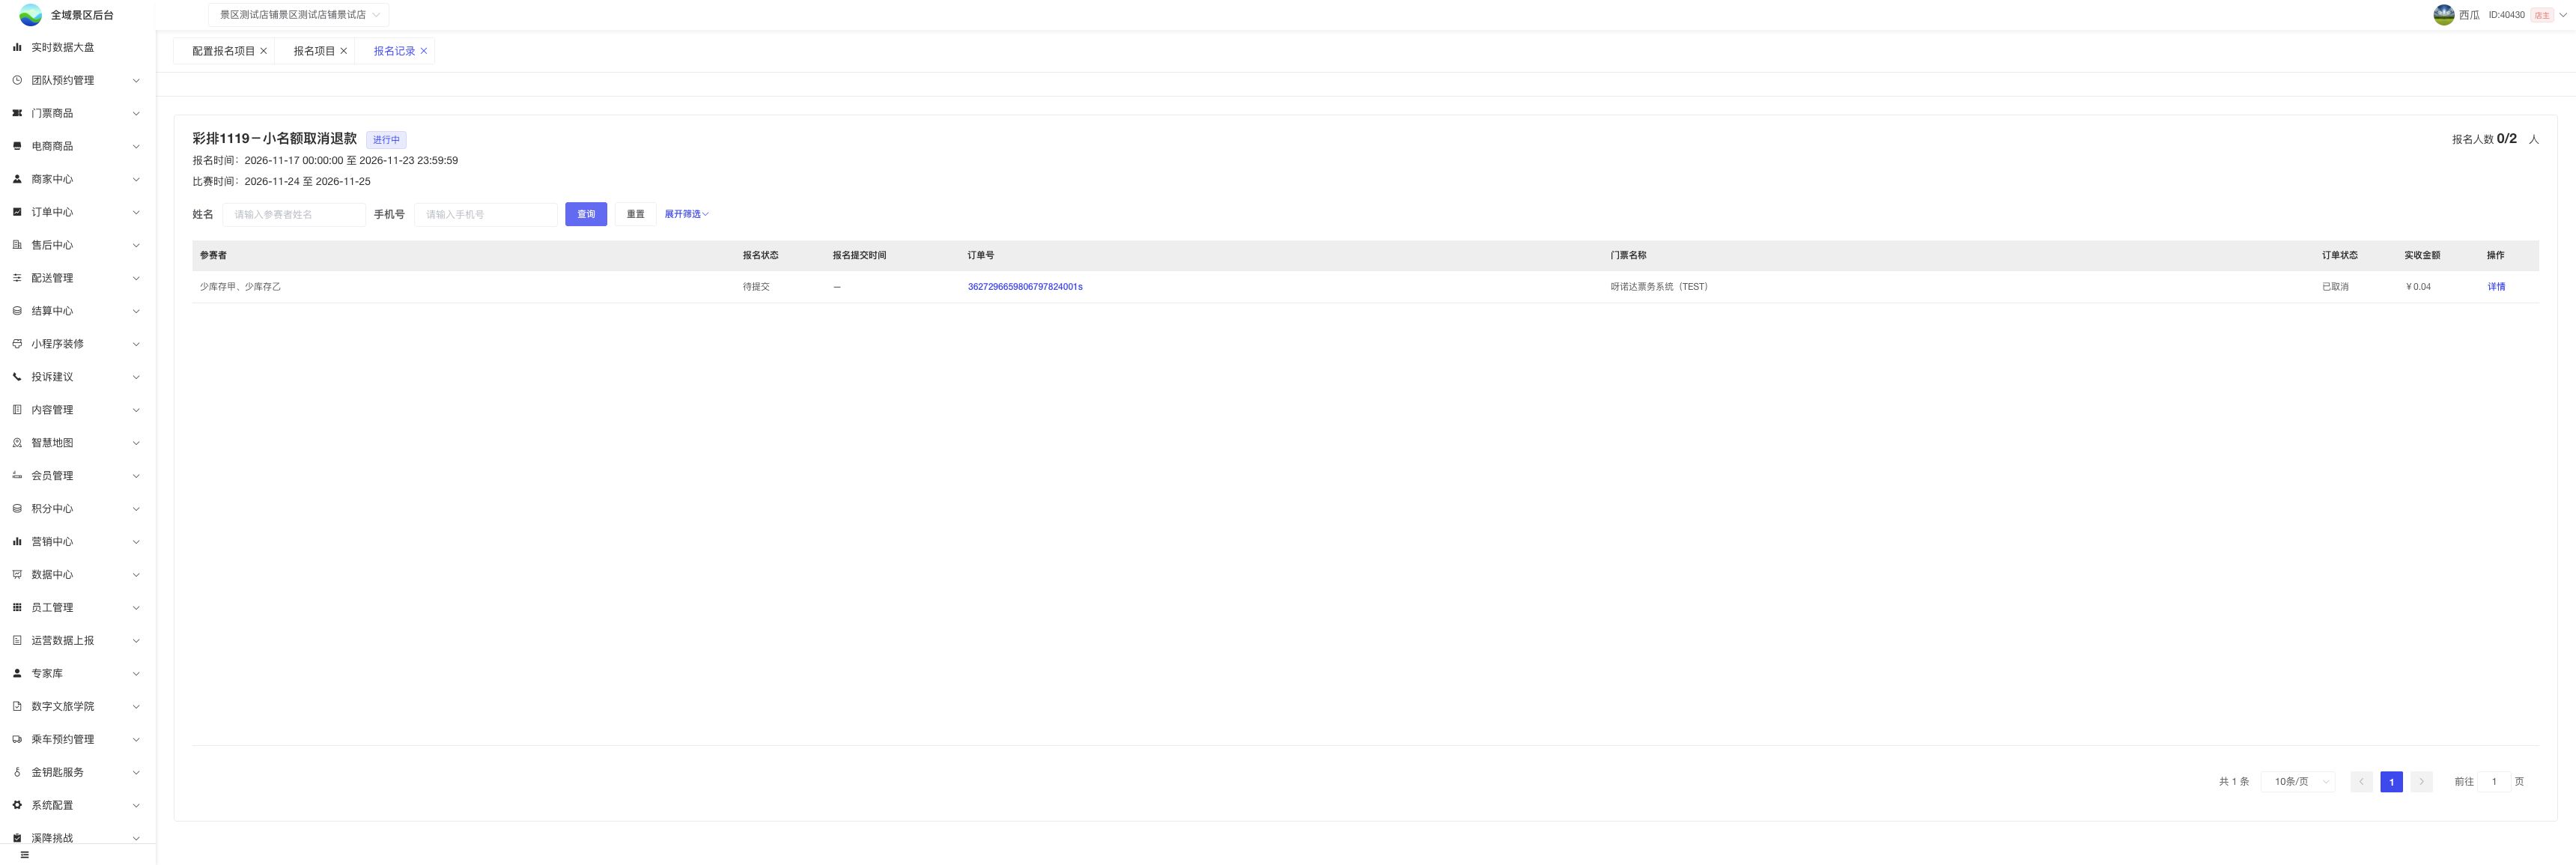 全域景区后台
景区测试店铺景区测试店铺景试店
西瓜 ID:40430 店主
实时数据大盘
团队预约管理
门票商品
电商商品
商家中心
订单中心
售后中心
配送管理
结算中心
小程序装修
投诉建议
内容管理
智慧地图
会员管理
积分中心
营销中心
数据中心
员工管理
运营数据上报
专家库
数字文旅学院
乘车预约管理
金钥匙服务
系统配置
溪降挑战
配置报名项目 报名项目 报名记录
彩排1119－小名额取消退款 进行中
报名人数 0/2 人
报名时间：2026-11-17 00:00:00 至 2026-11-23 23:59:59
比赛时间：2026-11-24 至 2026-11-25
姓名 请输入参赛者姓名 手机号 请输入手机号 查询 重置 展开筛选
参赛者 报名状态 报名提交时间 订单号 门票名称 订单状态 实收金额 操作
少库存甲、少库存乙 待提交 — 3627296659806797824001s 呀诺达票务系统（TEST） 已取消 ￥0.04 详情
共 1 条 10条/页 1 前往 1 页